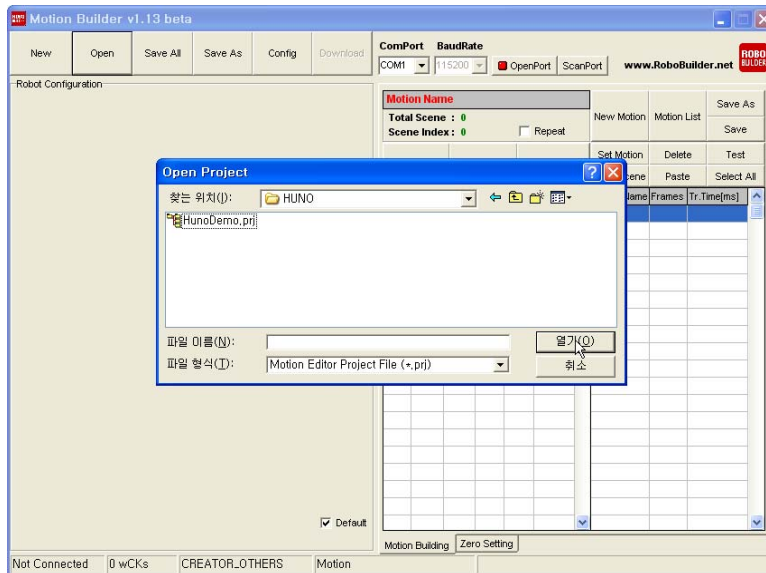 Motion Builder v1.13 beta
New Open Save All Save As Config Download
ComPort BaudRate
COM1 115200 OpenPort ScanPort www.RoboBuilder.net
ROBO
BUILDER
Robot Configuration
Motion Name
Total Scene : 0
Scene Index : 0 Repeat
New Motion Motion List Save As
Save
Set Motion Delete Test
cene Paste Select All
Name Frames Tr.Time[ms]
Open Project
찾는 위치(I): HUNO
HunoDemo.prj
파일 이름(N): 열기(O)
파일 형식(T): Motion Editor Project File (*.prj) 취소
Default
Motion Building Zero Setting
Not Connected 0 wCKs CREATOR_OTHERS Motion